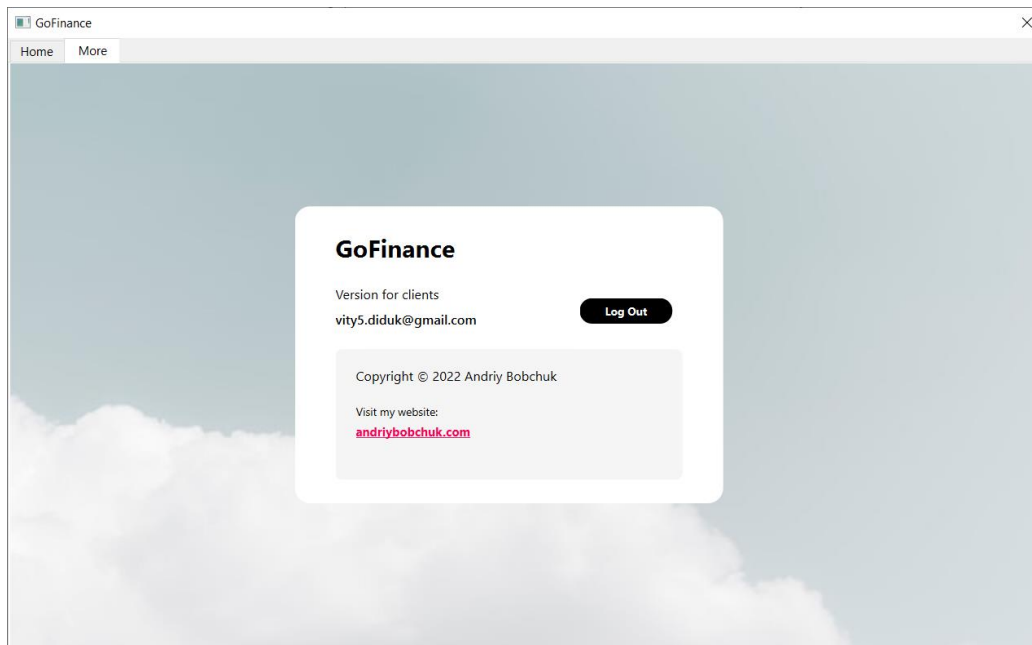 GoFinance
Home More
GoFinance
Version for clients
vity5.diduk@gmail.com
Log Out
Copyright © 2022 Andriy Bobchuk
Visit my website:
andriybobchuk.com